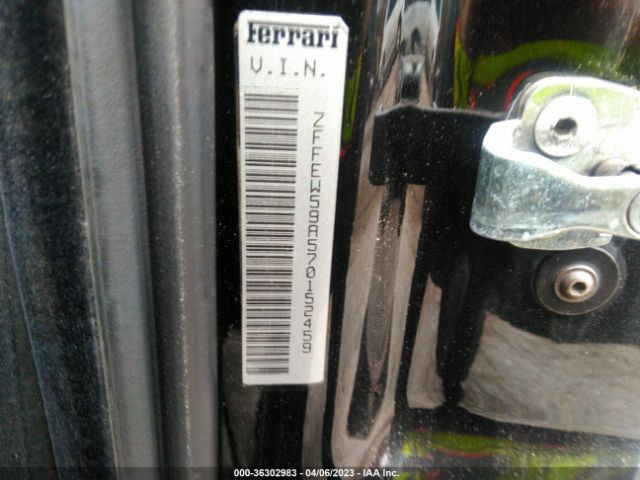 Ferrari
V.I.N.
ZFFEW59A570152459
000-36302983 - 04/06/2023 - IAA Inc.